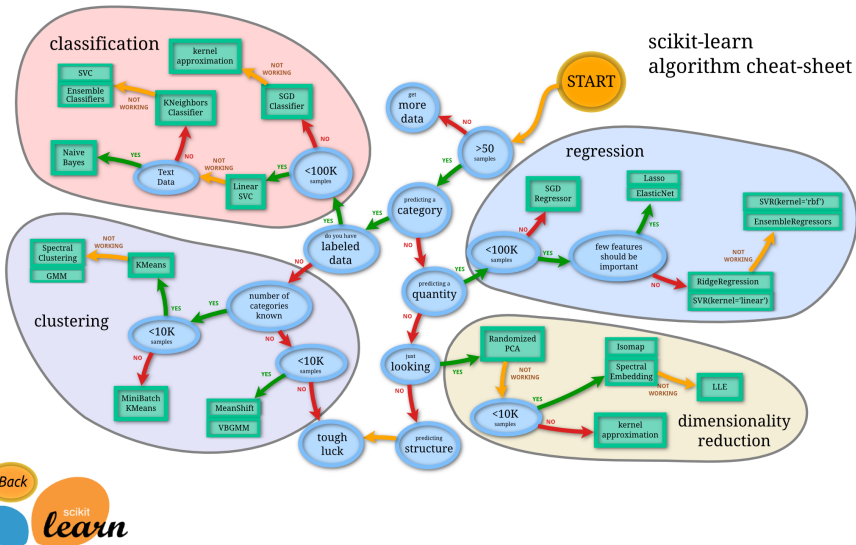 classification
kernel
approximation
NOT
WORKING
SVC
Ensemble
Classifiers
NOT
WORKING
KNeighbors
Classifier
SGD
Classifier
NO
NO
Naive
Bayes
YES
Text
Data
NOT
WORKING
Linear
SVC
YES
<100K
samples
YES
scikit-learn
algorithm cheat-sheet
START
get
more
data
NO
>50
samples
YES
predicting a
category
YES
NO
do you have
labeled
data
NO
predicting a
quantity
YES
NO
regression
SGD
Regressor
NO
Lasso
ElasticNet
YES
SVR(kernel='rbf')
EnsembleRegressors
NOT
WORKING
<100K
samples
YES
few features
should be
important
NO
RidgeRegression
SVR(kernel='linear')
clustering
Spectral
Clustering
GMM
NOT
WORKING
KMeans
YES
number of
categories
known
YES
NO
<10K
samples
NO
MiniBatch
KMeans
<10K
samples
YES
NO
MeanShift
VBGMM
tough
luck
just
looking
YES
NO
predicting
structure
Randomized
PCA
NOT
WORKING
<10K
samples
YES
NO
Isomap
Spectral
Embedding
NOT
WORKING
LLE
kernel
approximation
dimensionality
reduction
Back
scikit
learn